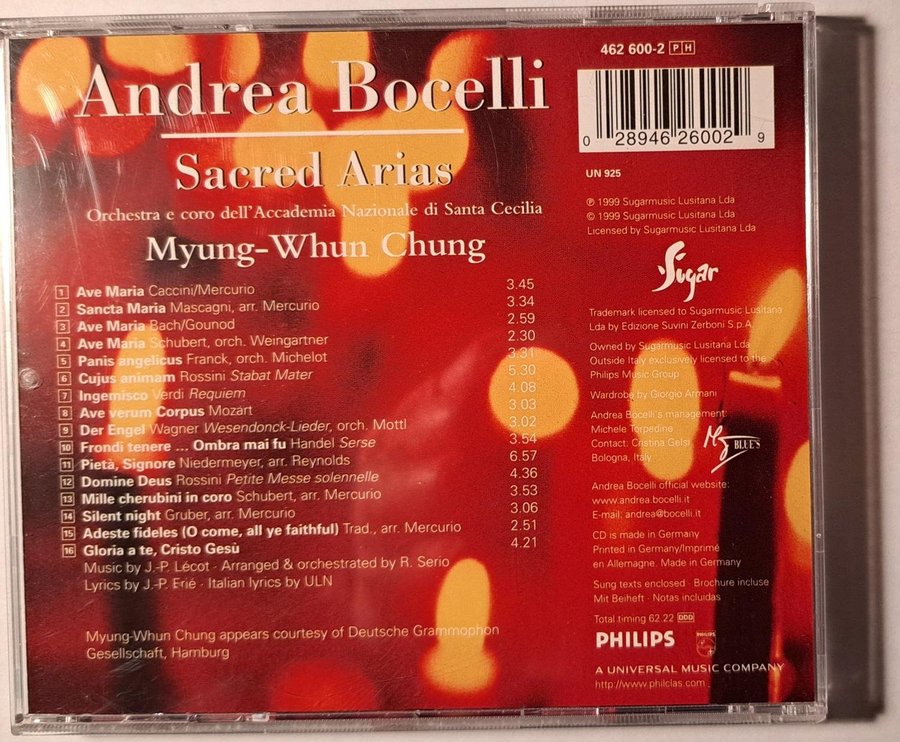 Andrea Bocelli
Sacred Arias
Orchestra e coro dell'Accademia Nazionale di Santa Cecilia
Myung-Whun Chung
1 Ave Maria Caccini/Mercurio 3.45
2 Sancta Maria Mascagni, arr. Mercurio 3.34
3 Ave Maria Bach/Gounod 2.59
4 Ave Maria Schubert, orch. Weingartner 2.30
5 Panis angelicus Franck, orch. Michelot 3.31
6 Cujus animam Rossini Stabat Mater 5.30
7 Ingemisco Verdi Requiem 4.08
8 Ave verum Corpus Mozart 3.03
9 Der Engel Wagner Wesendonck-Lieder, orch. Mottl 3.02
10 Frondi tenere ... Ombra mai fu Handel Serse 3.54
11 Pietà, Signore Niedermeyer, arr. Reynolds 6.57
12 Domine Deus Rossini Petite Messe solennelle 4.36
13 Mille cherubini in coro Schubert, arr. Mercurio 3.53
14 Silent night Gruber, arr. Mercurio 3.06
15 Adeste fideles (O come, all ye faithful) Trad., arr. Mercurio 2.51
16 Gloria a te, Cristo Gesù 4.21
Music by J.-P. Lécot · Arranged & orchestrated by R. Serio
Lyrics by J.-P. Erié · Italian lyrics by ULN
Myung-Whun Chung appears courtesy of Deutsche Grammophon
Gesellschaft, Hamburg
462 600-2 PH
0 28946 26002 9
UN 925
℗ 1999 Sugarmusic Lusitana Lda
© 1999 Sugarmusic Lusitana Lda
Licensed by Sugarmusic Lusitana Lda
Sugar
Trademark licensed to Sugarmusic Lusitana
Lda by Edizione Suvini Zerboni S.p.A.
Owned by Sugarmusic Lusitana Lda
Outside Italy exclusively licensed to the
Philips Music Group
Wardrobe by Giorgio Armani
Andrea Bocelli's management:
Michele Torpedine
Contact: Cristina Gelsi
Bologna, Italy
BLUE'S
Andrea Bocelli official website:
www.andrea.bocelli.it
E-mail: andrea@bocelli.it
CD is made in Germany
Printed in Germany/Imprimé
en Allemagne. Made in Germany
Sung texts enclosed · Brochure incluse
Mit Beiheft · Notas incluidas
Total timing 62.22 DDD
PHILIPS
PHILIPS
A UNIVERSAL MUSIC COMPANY
http://www.philclas.com